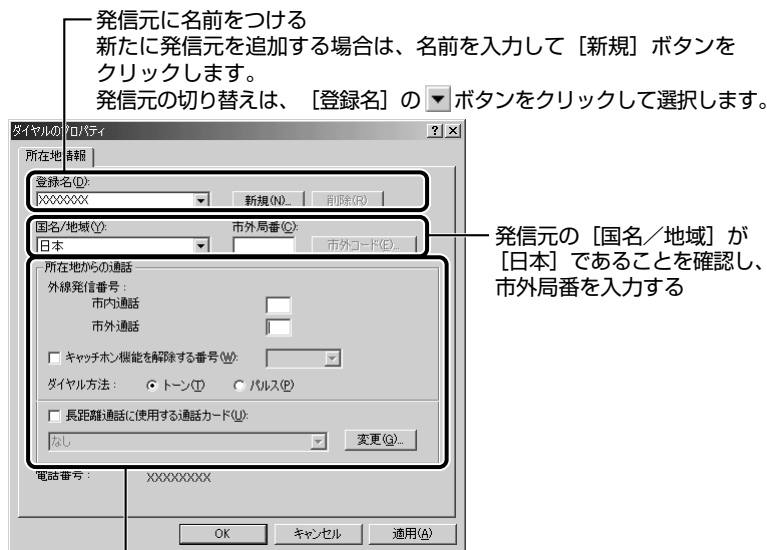 発信元に名前をつける
新たに発信元を追加する場合は、名前を入力して［新規］ボタンを
クリックします。
発信元の切り替えは、［登録名］の▼ボタンをクリックして選択します。
ダイヤルのプロパティ
所在地情報
登録名(D):
XXXXXXX
新規(N)...
削除(R)
国名/地域(Y):
市外局番(C):
日本
市外コード(E)...
発信元の［国名／地域］が
［日本］であることを確認し、
市外局番を入力する
所在地からの通話
外線発信番号：
市内通話
市外通話
キャッチホン機能を解除する番号(W):
ダイヤル方法：
トーン(T)
パルス(P)
長距離通話に使用する通話カード(U):
なし
変更(G)...
電話番号：
XXXXXXXX
OK
キャンセル
適用(A)